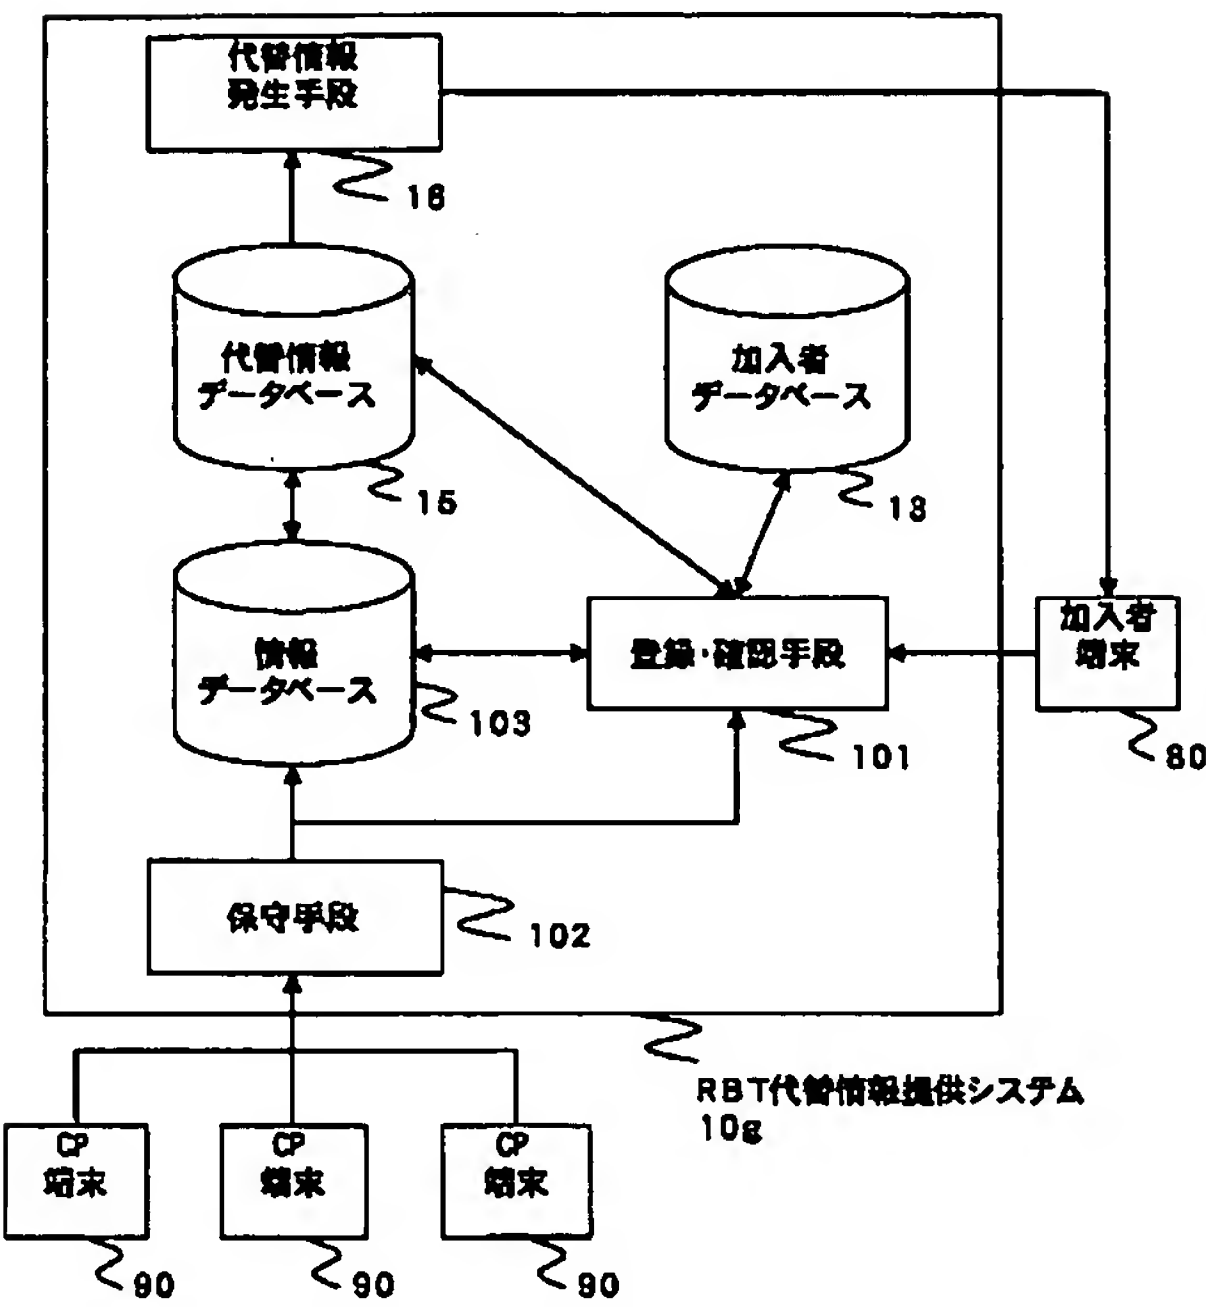 代替情報
発生手段
16
代替情報
データベース
15
加入者
データベース
13
情報
データベース
103
登録・確認手段
101
加入者
端末
80
保守手段
102
RBT代替情報提供システム
10g
CP
端末
90
CP
端末
90
CP
端末
90